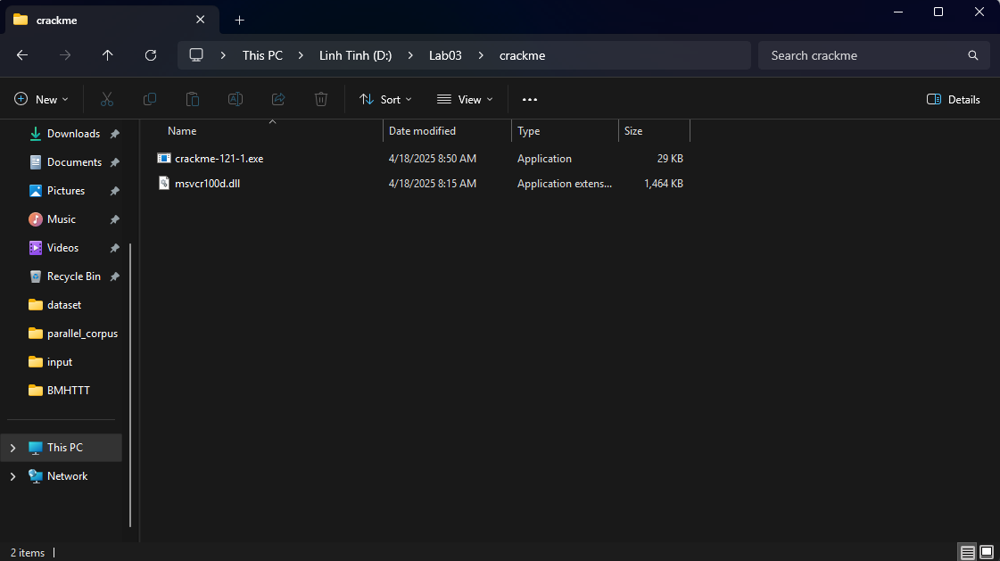 crackme
This PC > Linh Tinh (D:) > Lab03 > crackme
Search crackme
New
Sort
View
Details
Name Date modified Type Size
crackme-121-1.exe 4/18/2025 8:50 AM Application 29 KB
msvcr100d.dll 4/18/2025 8:15 AM Application extens... 1,464 KB
Downloads
Documents
Pictures
Music
Videos
Recycle Bin
dataset
parallel_corpus
input
BMHTTT
This PC
Network
2 items